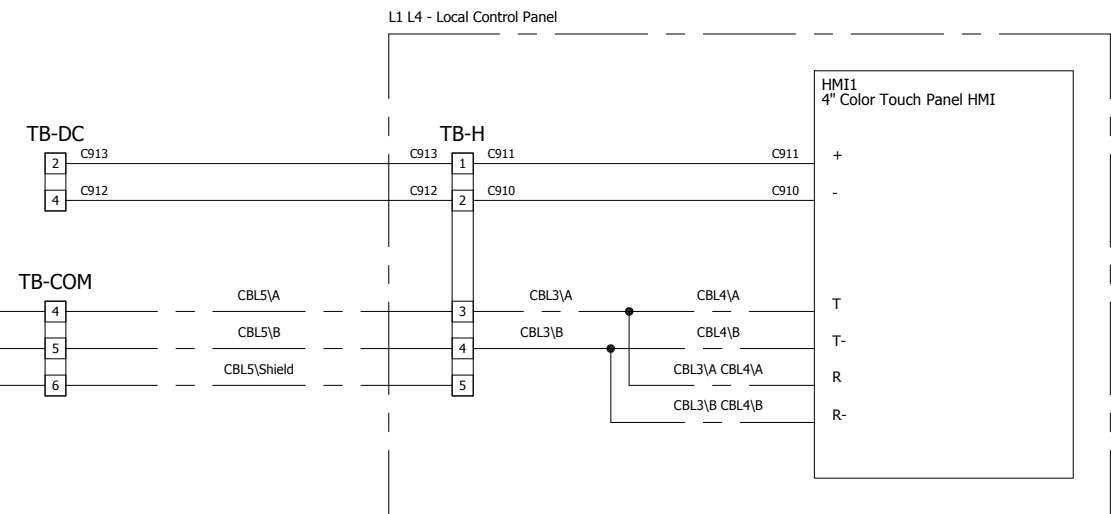 L1 L4 - Local Control Panel
HMI1
4" Color Touch Panel HMI
TB-DC
TB-H
2 C913 C913 1 C911 C911 +
4 C912 C912 2 C910 C910 -
TB-COM
4 CBL5\A 3 CBL3\A CBL4\A T
5 CBL5\B 4 CBL3\B CBL4\B T-
6 CBL5\Shield 5 CBL3\A CBL4\A R
CBL3\B CBL4\B R-